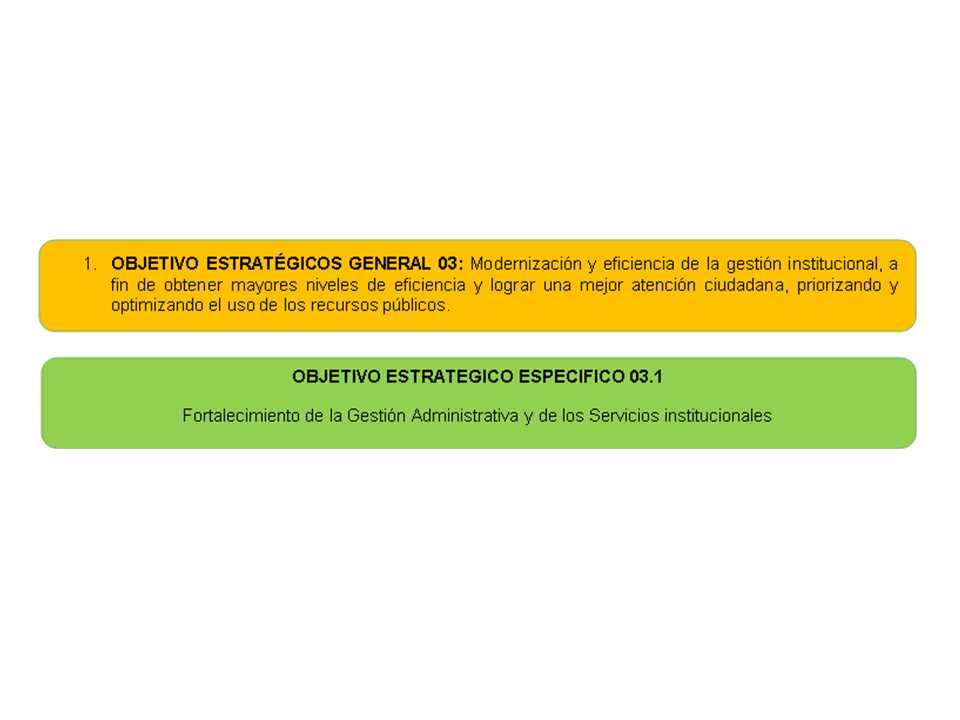 1. OBJETIVO ESTRATÉGICOS GENERAL 03: Modernización y eficiencia de la gestión institucional, a
fin de obtener mayores niveles de eficiencia y lograr una mejor atención ciudadana, priorizando y
optimizando el uso de los recursos públicos.
OBJETIVO ESTRATEGICO ESPECIFICO 03.1
Fortalecimiento de la Gestión Administrativa y de los Servicios institucionales